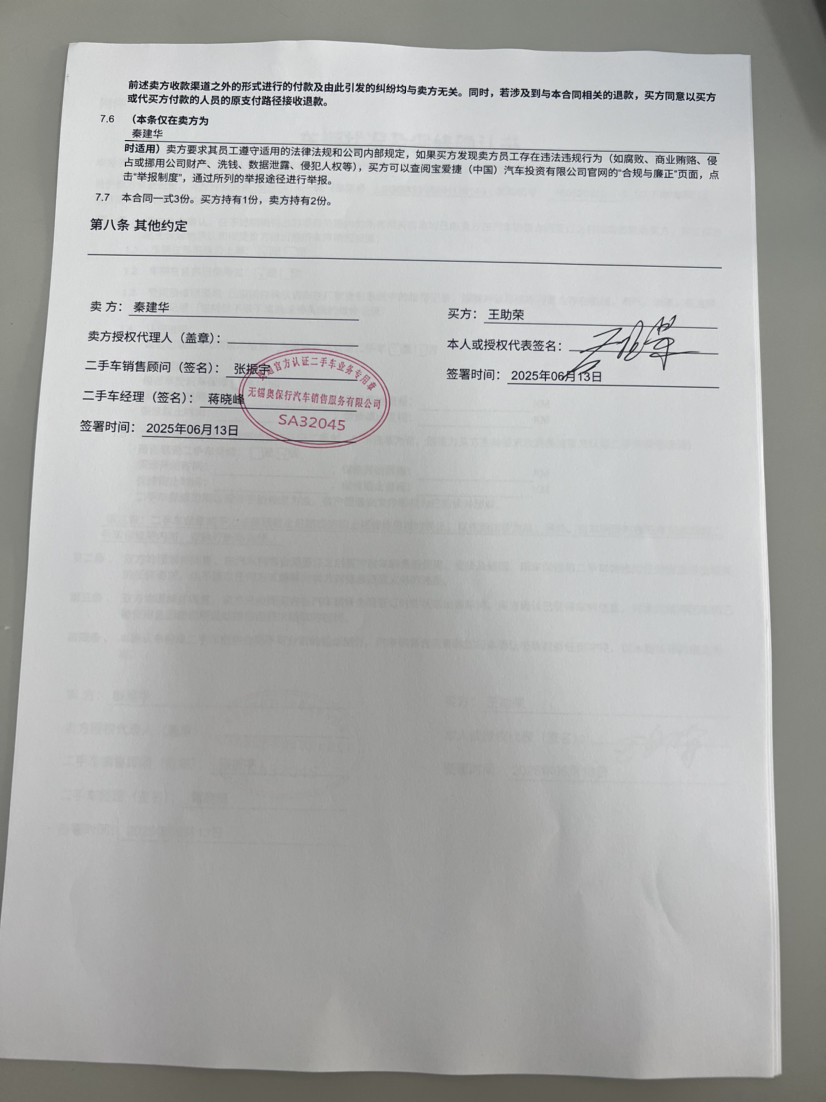 前述卖方收款渠道之外的形式进行的付款及由此引发的纠纷均与卖方无关。同时，若涉及到与本合同相关的退款，买方同意以买方
或代买方付款的人员的原支付路径接收退款。
7.6 （本条仅在卖方为
秦建华
时适用）卖方要求其员工遵守适用的法律法规和公司内部规定，如果买方发现卖方员工存在违法违规行为（如腐败、商业贿赂、侵
占或挪用公司财产、洗钱、数据泄露、侵犯人权等），买方可以查阅宝爱捷（中国）汽车投资有限公司官网的“合规与廉正”页面，点
击“举报制度”，通过所列的举报途径进行举报。
7.7 本合同一式3份。买方持有1份，卖方持有2份。
第八条 其他约定
卖 方：秦建华
卖方授权代理人（盖章）：
二手车销售顾问（签名）： 张振宇
二手车经理（签名）： 蒋晓峰
签署时间： 2025年06月13日
官方认证二手车业务专用章
无锡奥保行汽车销售服务有限公司
SA32045
买方：王助荣
本人或授权代表签名：
签署时间： 2025年06月13日